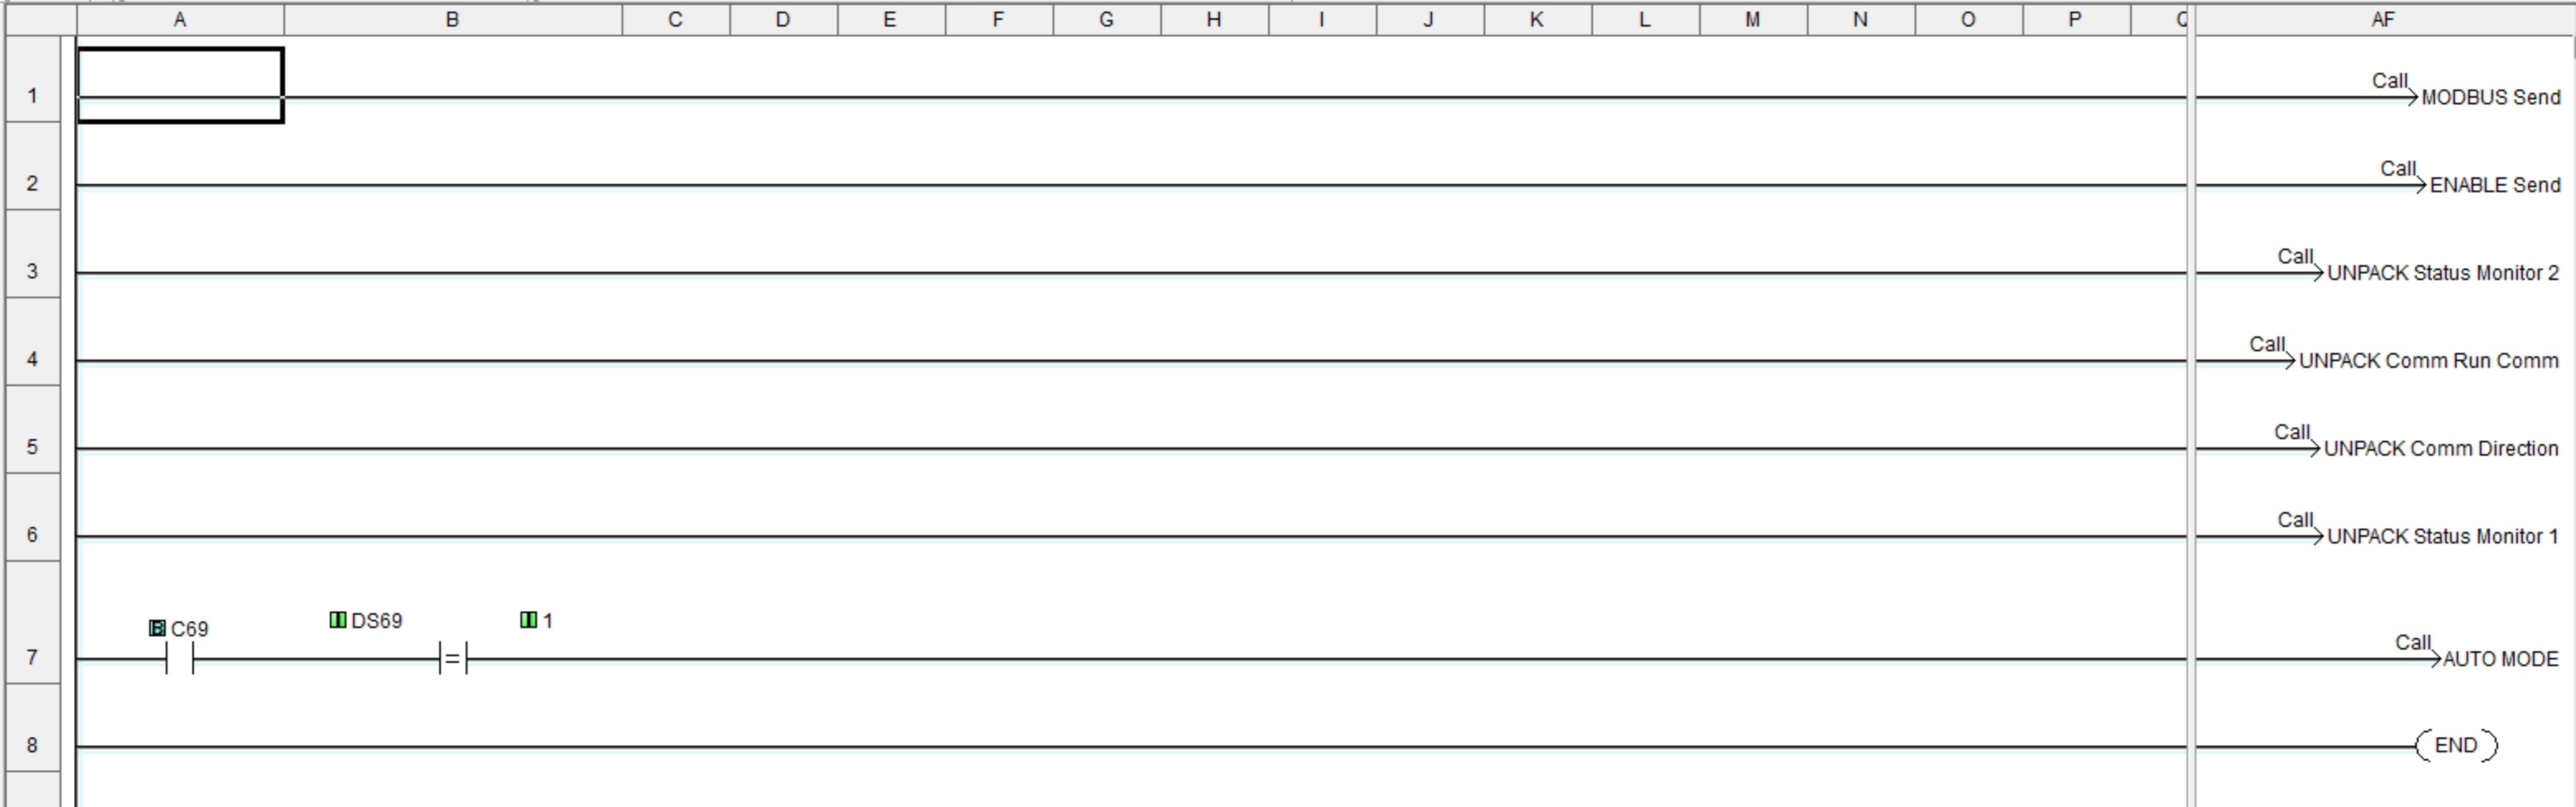 A B C D E F G H I J K L M N O P Q AF
1 Call MODBUS Send
2 Call ENABLE Send
3 Call UNPACK Status Monitor 2
4 Call UNPACK Comm Run Comm
5 Call UNPACK Comm Direction
6 Call UNPACK Status Monitor 1
B C69 DS69 1
7 = Call AUTO MODE
8 END